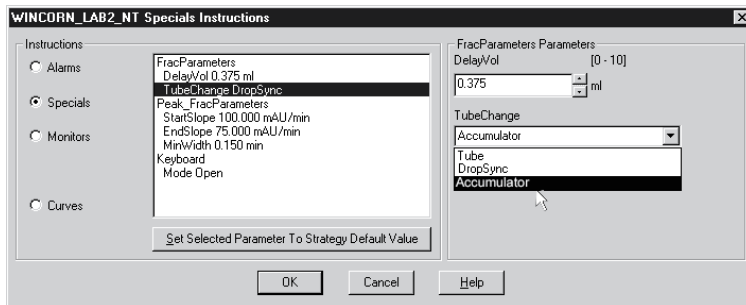 WINCORN_LAB2_NT Specials Instructions
Instructions
Alarms
Specials
Monitors
Curves
FracParameters
DelayVol 0.375 ml
TubeChange DropSync
Peak_FracParameters
StartSlope 100.000 mAU/min
EndSlope 75.000 mAU/min
MinWidth 0.150 min
Keyboard
Mode Open
Set Selected Parameter To Strategy Default Value
FracParameters Parameters
DelayVol [0 - 10]
0.375 ml
TubeChange
Accumulator
Tube
DropSync
Accumulator
OK Cancel Help